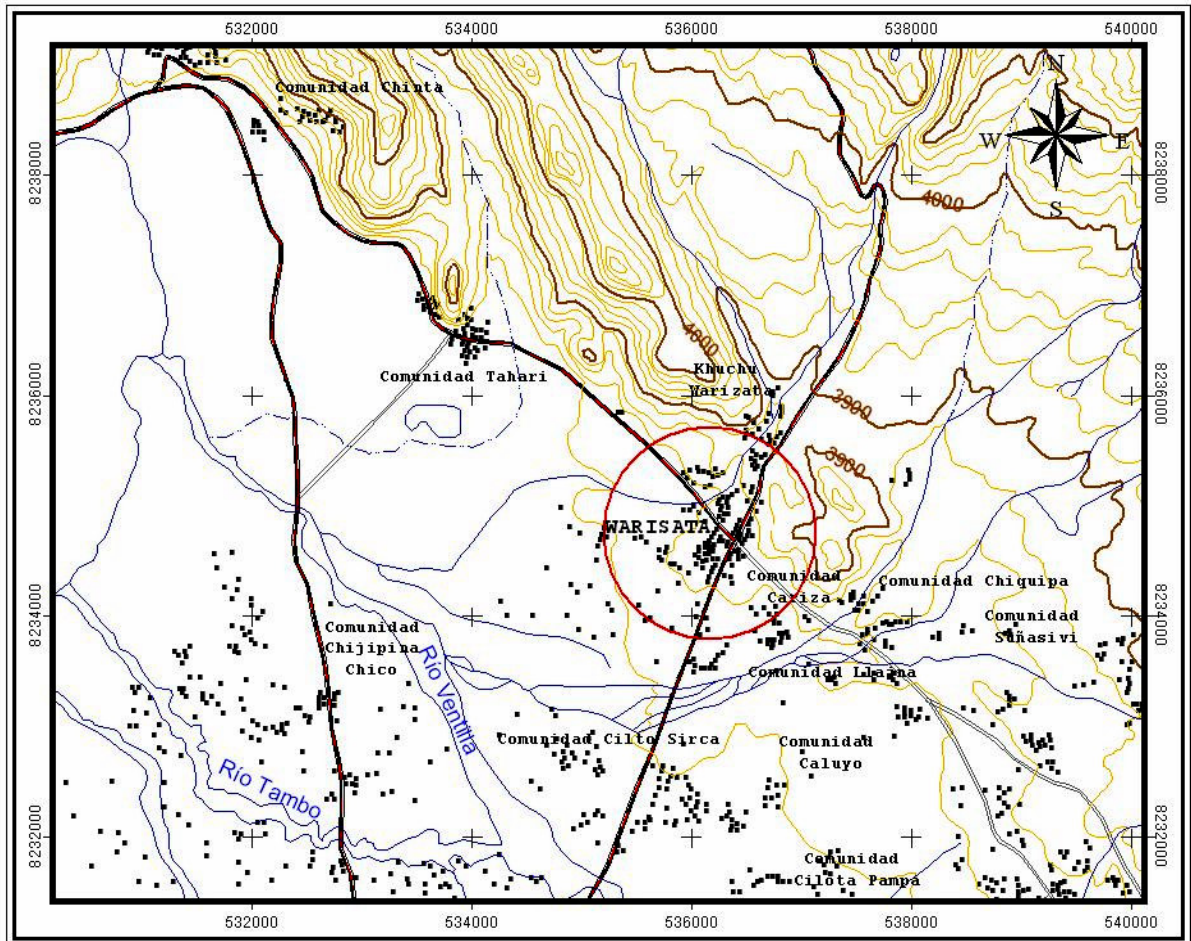 532000 534000 536000 538000 540000
N
Comunidad Chinta
W E
8238000 8238000
S
4000
4000
Comunidad Tahari
Khuchu
Warizata
8236000 8236000
3900
3900
WARISATA
Comunidad
Cariza
Comunidad Chiquipa
8234000 8234000
Comunidad
Suñasivi
Comunidad
Chijipina
Chico
Río Ventilla
Comunidad Llajna
Comunidad Cilto Sirca
Comunidad
Caluyo
Río Tambo
8232000 8232000
Comunidad
Cilota Pampa
532000 534000 536000 538000 540000